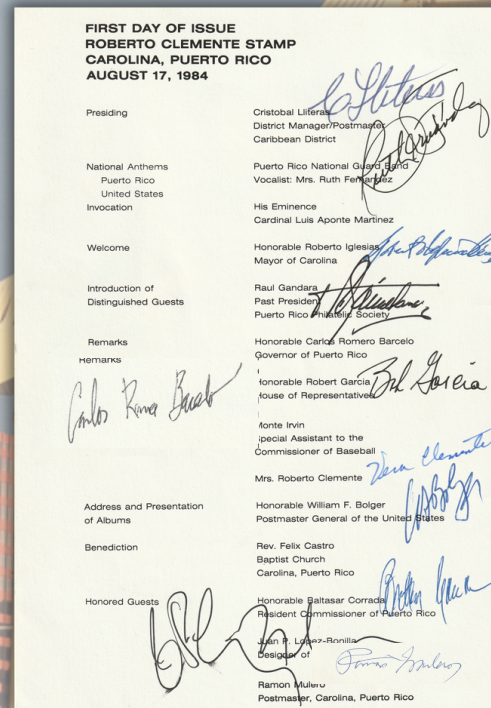 FIRST DAY OF ISSUE
ROBERTO CLEMENTE STAMP
CAROLINA, PUERTO RICO
AUGUST 17, 1984
Presiding
Cristobal Lliteras
District Manager/Postmaster
Caribbean District
C Lliteras
National Anthems
Puerto Rico
United States
Puerto Rico National Guard Band
Vocalist: Mrs. Ruth Fernandez
Invocation
His Eminence
Cardinal Luis Aponte Martinez
Welcome
Honorable Roberto Iglesias
Mayor of Carolina
Introduction of
Distinguished Guests
Raul Gandara
Past President
Puerto Rico Philatelic Society
Remarks
Honorable Carlos Romero Barcelo
Remarks
Governor of Puerto Rico
Carlos Romero Barceló
Honorable Robert Garcia
House of Representatives
Bob Garcia
Monte Irvin
Special Assistant to the
Commissioner of Baseball
Mrs. Roberto Clemente
Vera Clemente
Address and Presentation
of Albums
Honorable William F. Bolger
Postmaster General of the United States
Benediction
Rev. Felix Castro
Baptist Church
Carolina, Puerto Rico
Honored Guests
Honorable Baltasar Corrada
Resident Commissioner of Puerto Rico
Juan P. Lopez-Bonilla
Designer of
Ramon Mulero
Ramon Mulero
Postmaster, Carolina, Puerto Rico